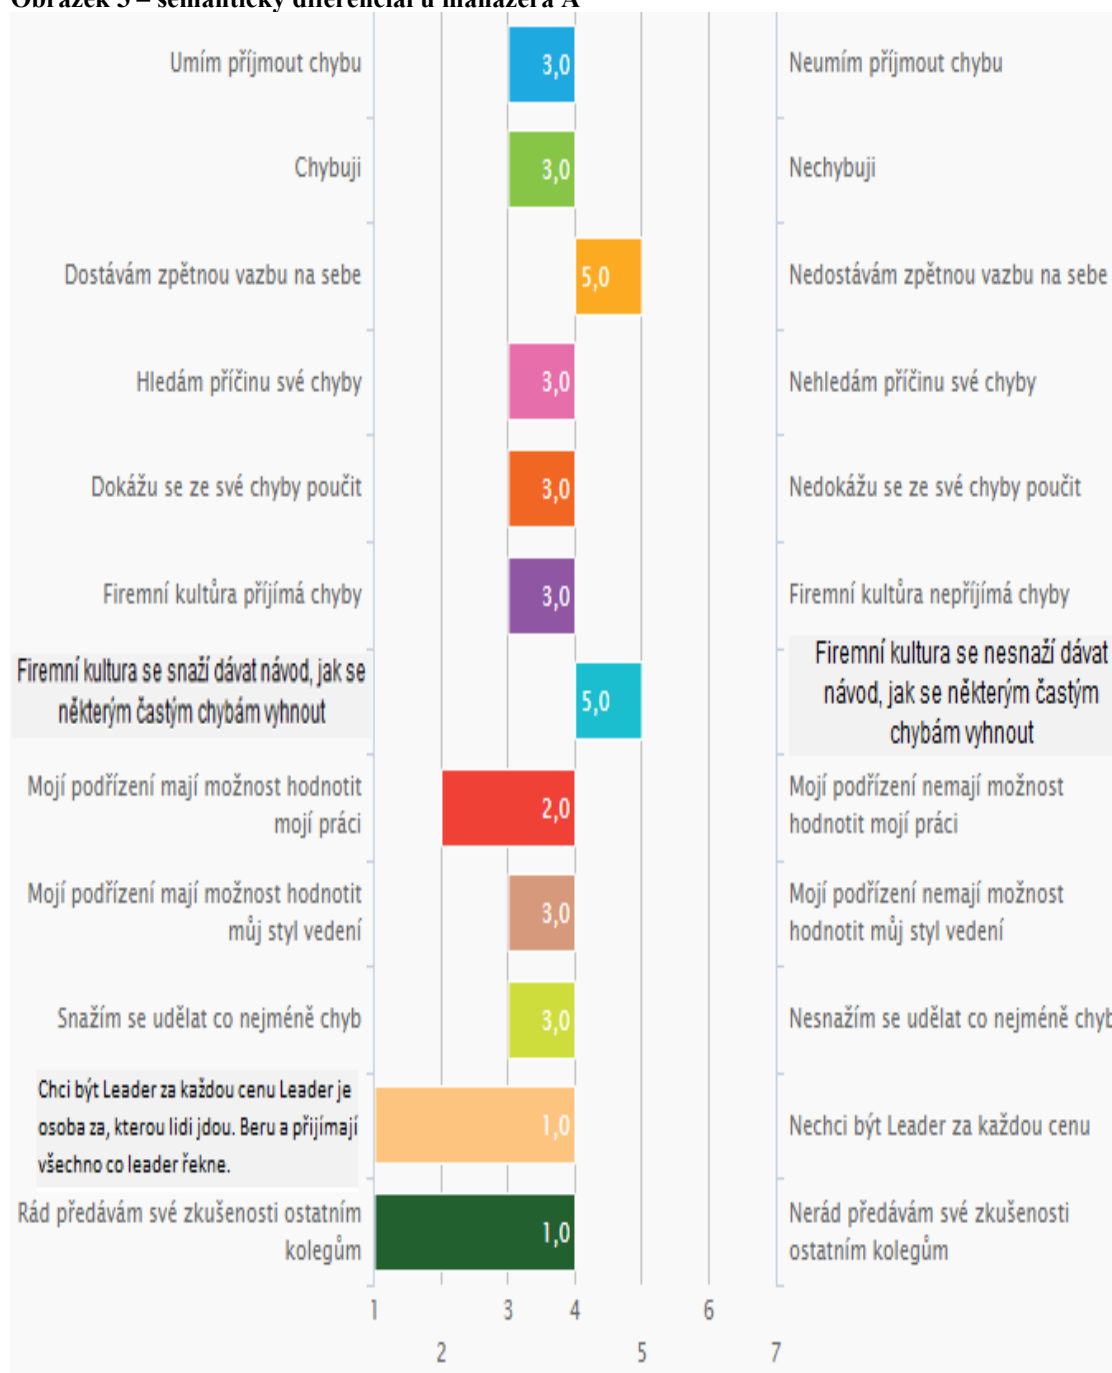 Obrázek 3 – sémantický diferenciál u manažera A
Umím příjmout chybu
3,0
Neumím příjmout chybu
Chybuji
3,0
Nechybuji
Dostávám zpětnou vazbu na sebe
5,0
Nedostávám zpětnou vazbu na sebe
Hledám příčinu své chyby
3,0
Nehledám příčinu své chyby
Dokážu se ze své chyby poučit
3,0
Nedokážu se ze své chyby poučit
Firemní kultůra příjímá chyby
3,0
Firemní kultůra nepříjímá chyby
Firemní kultura se snaží dávat návod, jak se
některým častým chybám vyhnout
5,0
Firemní kultura se nesnaží dávat
návod, jak se některým častým
chybám vyhnout
Mojí podřízení mají možnost hodnotit
mojí práci
2,0
Mojí podřízení nemají možnost
hodnotit mojí práci
Mojí podřízení mají možnost hodnotit
můj styl vedení
3,0
Mojí podřízení nemají možnost
hodnotit můj styl vedení
Snažím se udělat co nejméně chyb
3,0
Nesnažím se udělat co nejméně chyb
Chci být Leader za každou cenu Leader je
osoba za, kterou lidi jdou. Beru a přijímají
všechno co leader řekne.
1,0
Nechci být Leader za každou cenu
Rád předávám své zkušenosti ostatním
kolegům
1,0
Nerád předávám své zkušenosti
ostatním kolegům
1 3 4 6
2 5 7